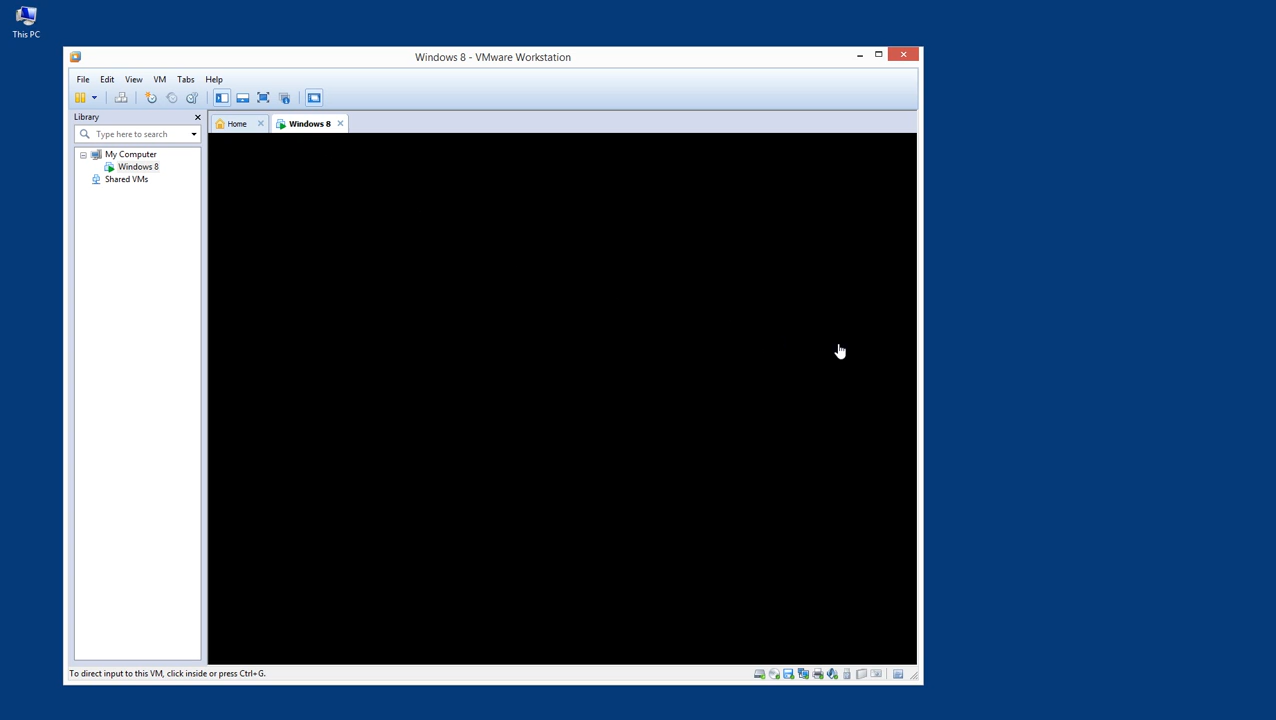 This PC
Windows 8 - VMware Workstation
File Edit View VM Tabs Help
Library
Type here to search
Home
Windows 8
My Computer
Windows 8
Shared VMs
To direct input to this VM, click inside or press Ctrl+G.